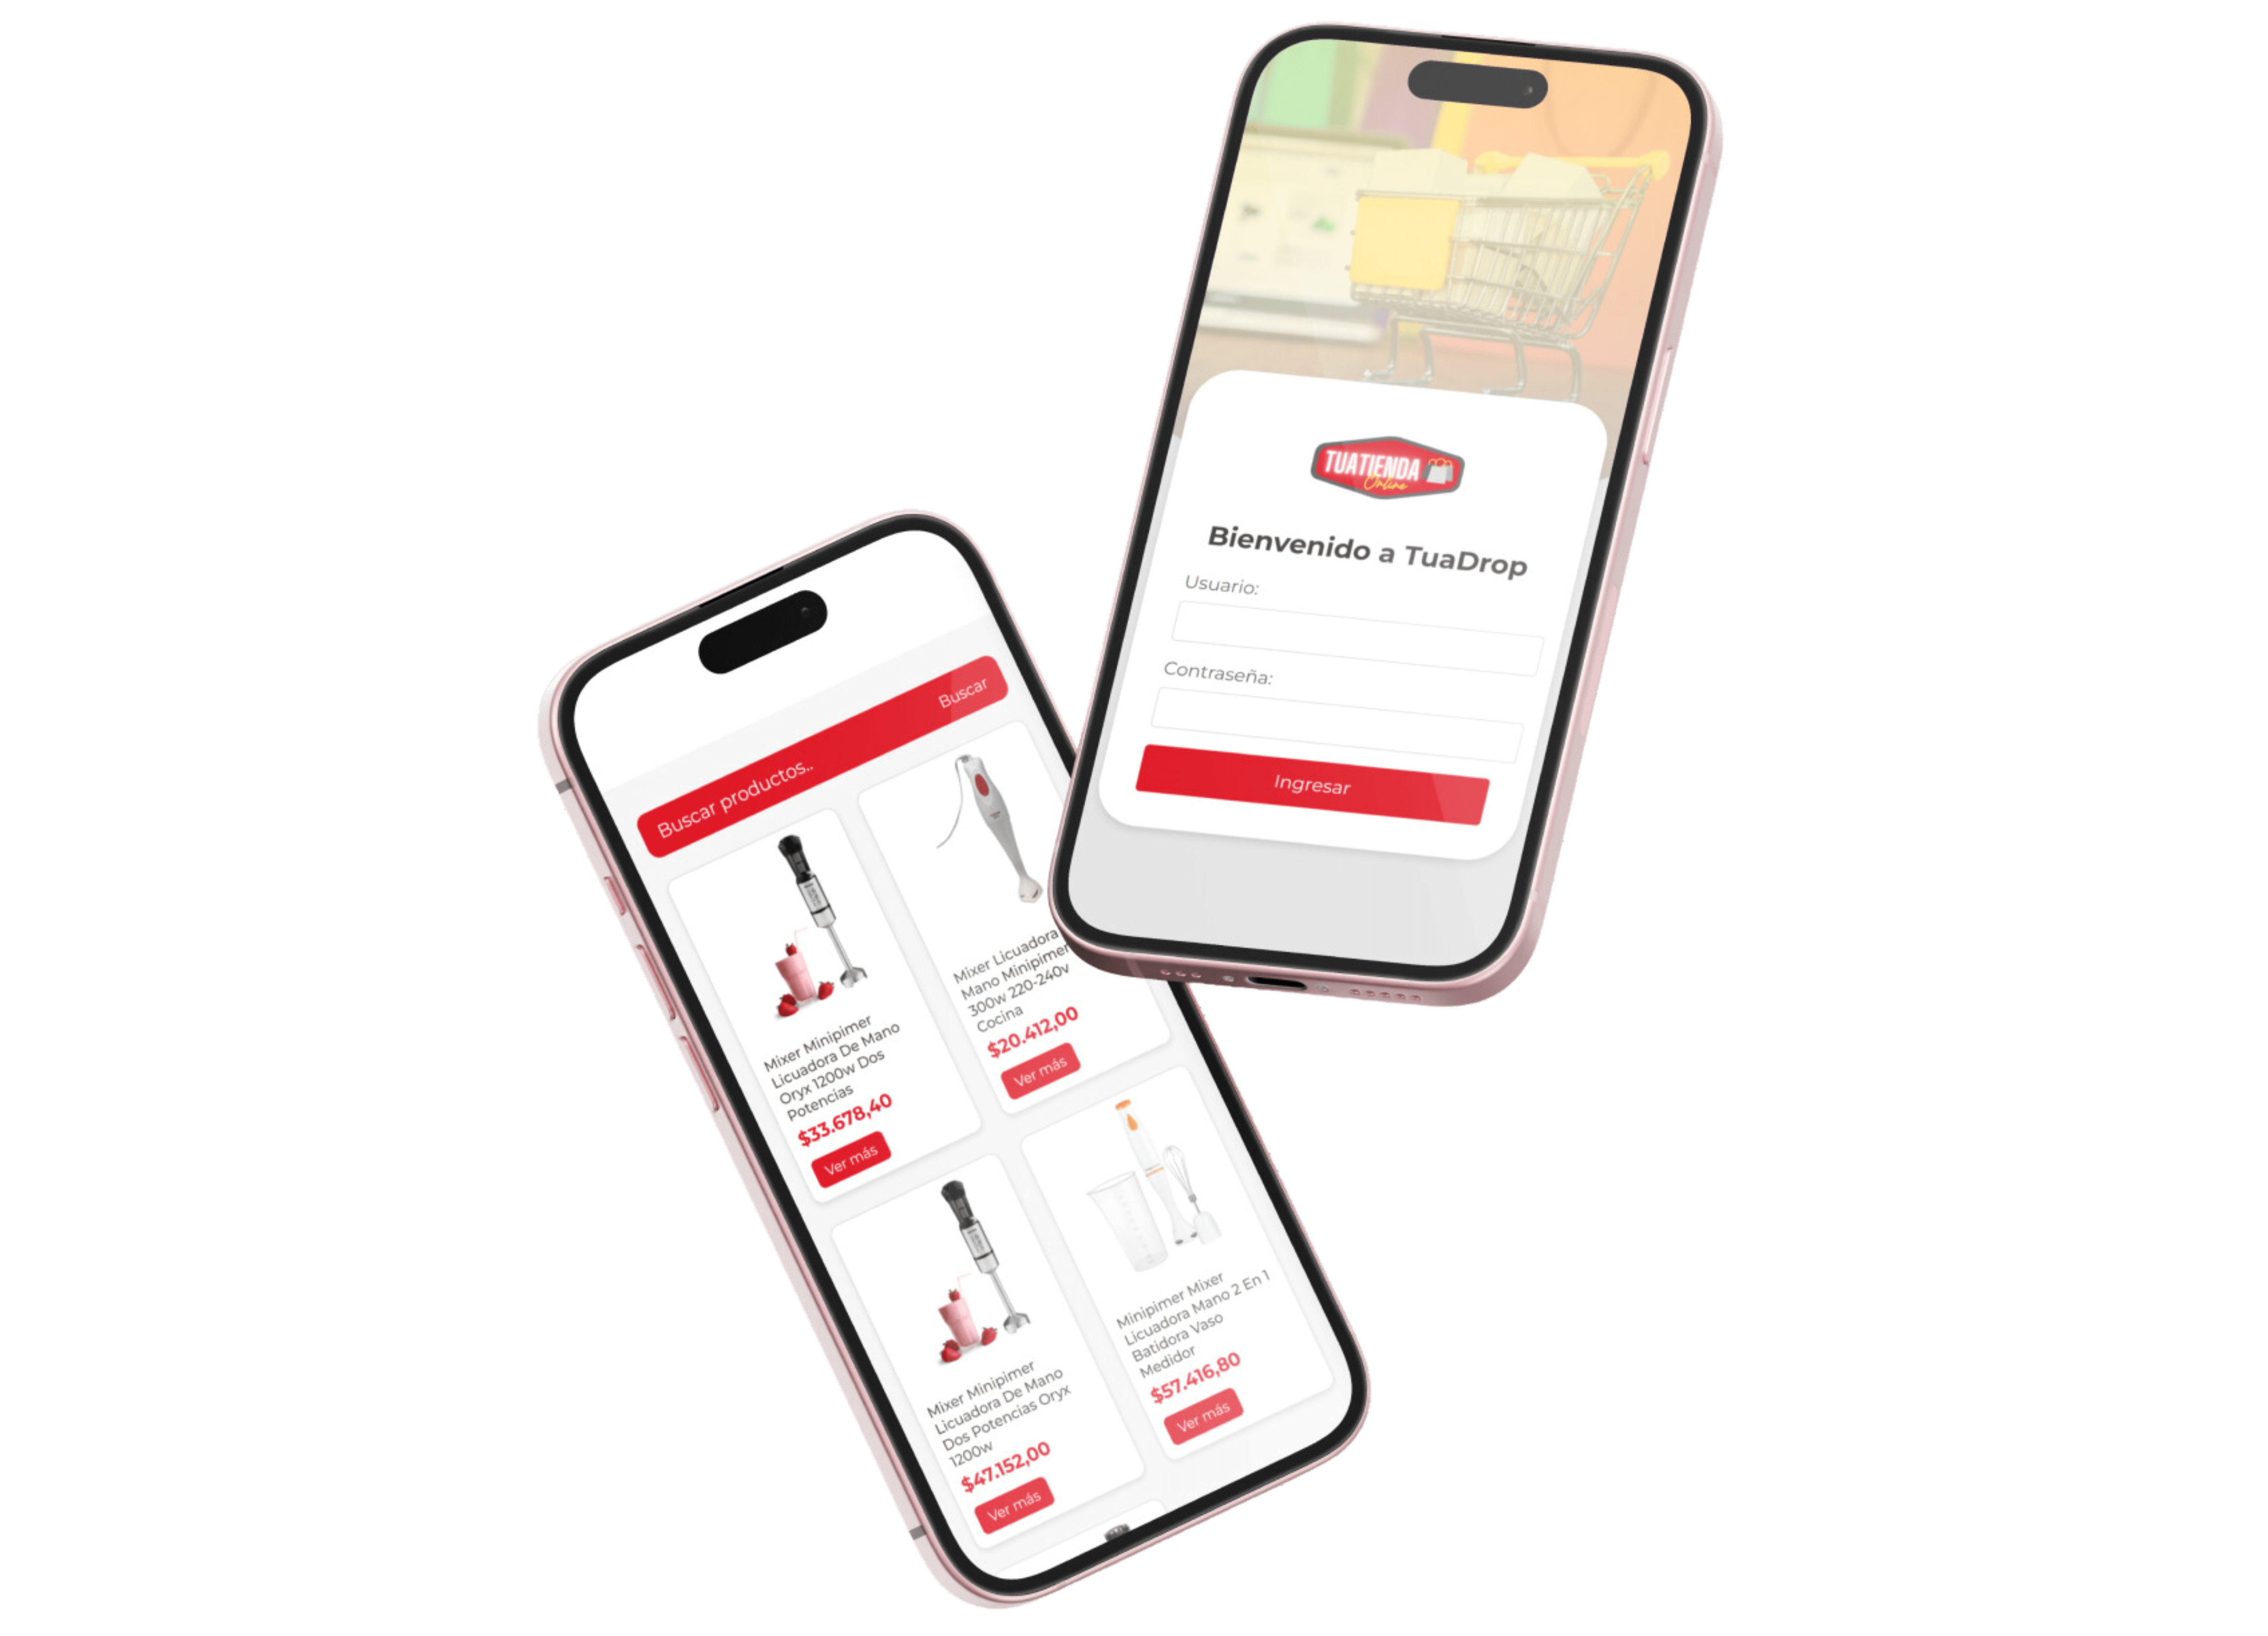 TUATIENDA
Online
Bienvenido a TuaDrop
Usuario:
Contraseña:
Ingresar
Buscar productos..
Buscar
Mixer Minipimer
Licuadora De Mano
Oryx 1200w Dos
Potencias
$33.678,40
Ver más
Mixer Licuadora
Mano Minipimer
300w 220-240v
Cocina
$20.412,00
Ver más
Mixer Minipimer
Licuadora De Mano
Dos Potencias Oryx
1200w
$47.152,00
Ver más
Minipimer Mixer
Licuadora Mano 2 En 1
Batidora Vaso
Medidor
$57.416,80
Ver más